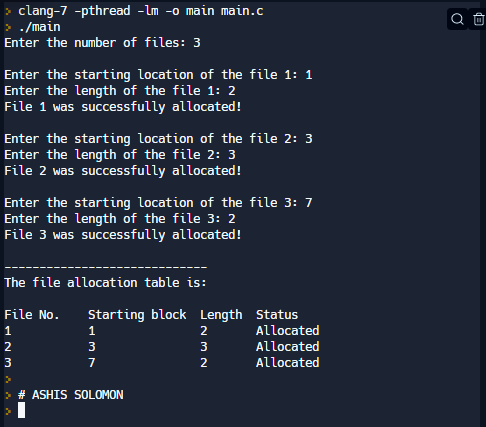 > clang-7 -pthread -lm -o main main.c
> ./main
Enter the number of files: 3
Enter the starting location of the file 1: 1
Enter the length of the file 1: 2
File 1 was successfully allocated!
Enter the starting location of the file 2: 3
Enter the length of the file 2: 3
File 2 was successfully allocated!
Enter the starting location of the file 3: 7
Enter the length of the file 3: 2
File 3 was successfully allocated!
-----------------------------
The file allocation table is:
File No. Starting block Length Status
1 1 2 Allocated
2 3 3 Allocated
3 7 2 Allocated
>
> # ASHIS SOLOMON
>